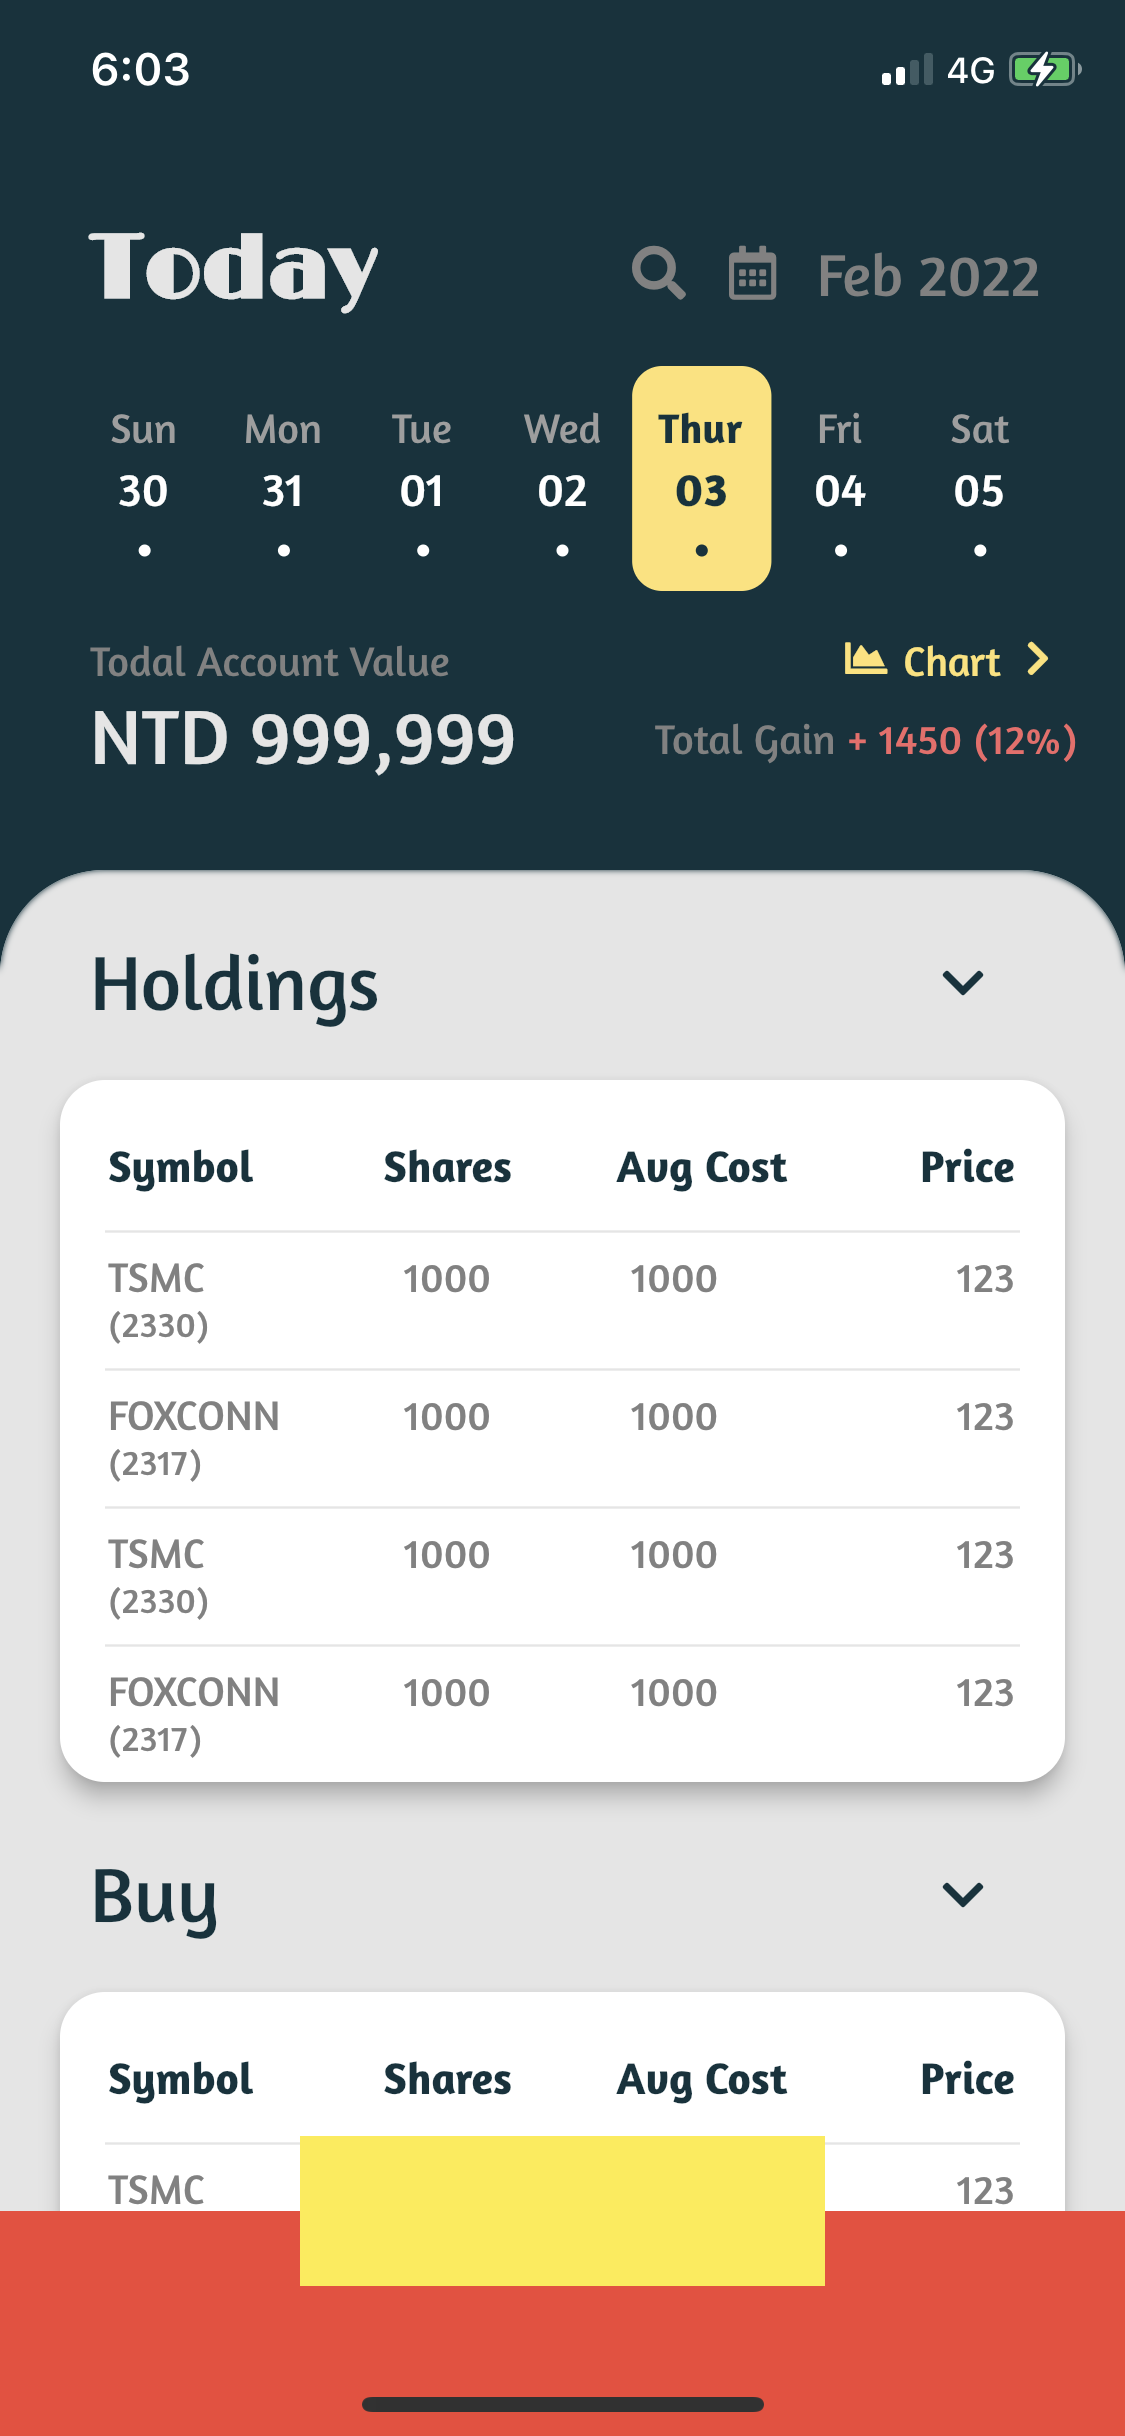 6:03 4G
Today Feb 2022
Sun Mon Tue Wed Thur Fri Sat
30 31 01 02 03 04 05
Todal Account Value Chart
NTD 999,999 Total Gain + 1450 (12%)
Holdings
Symbol Shares Avg Cost Price
TSMC 1000 1000 123
(2330)
FOXCONN 1000 1000 123
(2317)
TSMC 1000 1000 123
(2330)
FOXCONN 1000 1000 123
(2317)
Buy
Symbol Shares Avg Cost Price
TSMC 123